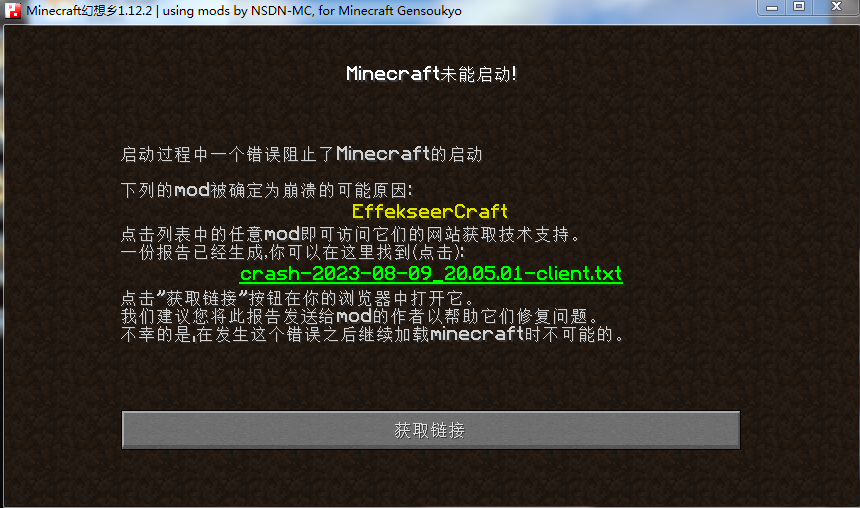 Minecraft幻想乡1.12.2 | using mods by NSDN-MC, for Minecraft Gensoukyo
Minecraft未能启动!
启动过程中一个错误阻止了Minecraft的启动
下列的mod被确定为崩溃的可能原因:
EffekseerCraft
点击列表中的任意mod即可访问它们的网站获取技术支持。
一份报告已经生成,你可以在这里找到(点击):
crash-2023-08-09_20.05.01-client.txt
点击"获取链接"按钮在你的浏览器中打开它。
我们建议您将此报告发送给mod的作者以帮助它们修复问题。
不幸的是,在发生这个错误之后继续加载minecraft时不可能的。
获取链接